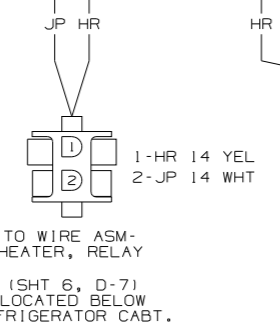 JP HR
HR
1
2
1-HR 14 YEL
2-JP 14 WHT
TO WIRE ASM-
HEATER, RELAY
(SHT 6, D-7)
LOCATED BELOW
FRIGERATOR CABT.